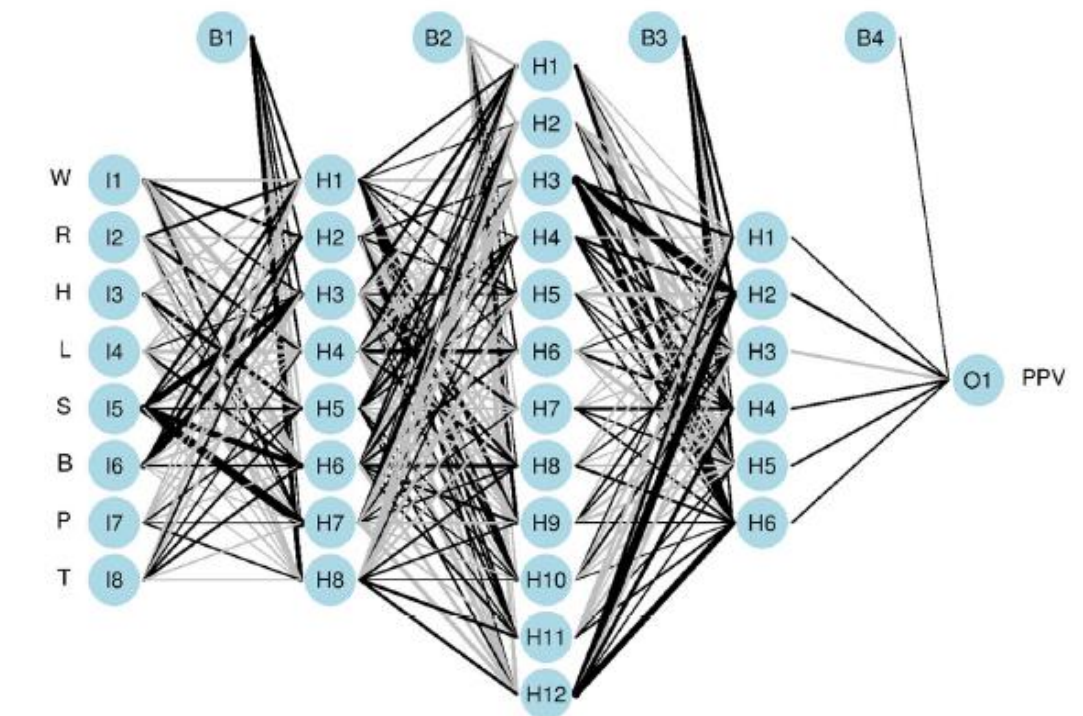 B1 B2 B3 B4
H1
H2
W I1 H1 H3
R I2 H2 H4 H1
H I3 H3 H5 H2
L I4 H4 H6 H3
O1 PPV
S I5 H5 H7 H4
B I6 H6 H8 H5
P I7 H7 H9 H6
T I8 H8 H10
H11
H12